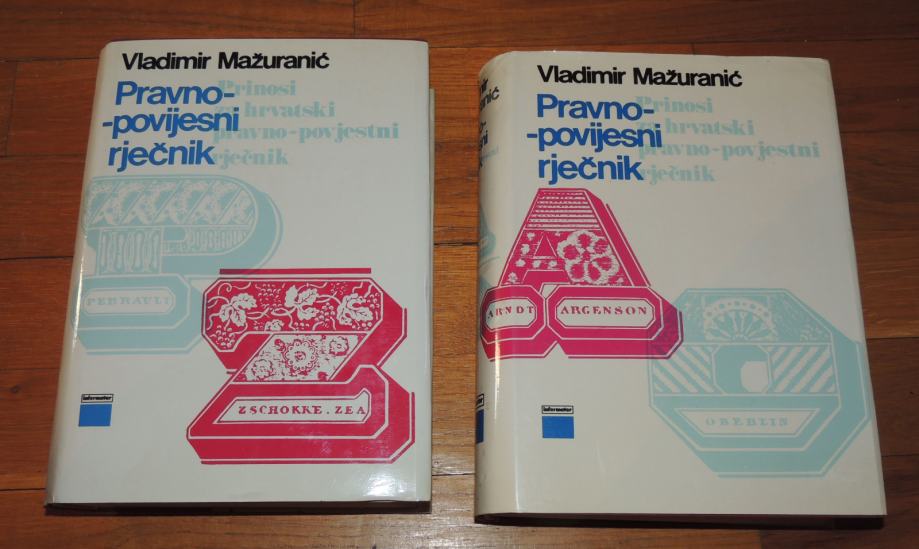 Vladimir Mažuranić
Pravno-
-povijesni
rječnik
Prinosi
za hrvatski
pravno-povjestni
rječnik
PERRAULT
ZSCHOKKE. ZEA
informator
Vladimir Mažuranić
Pravno-
-povijesni
rječnik
Prinosi
za hrvatski
pravno-povjestni
rječnik
ARNDT
ARGENSON
OBERLIN
informator